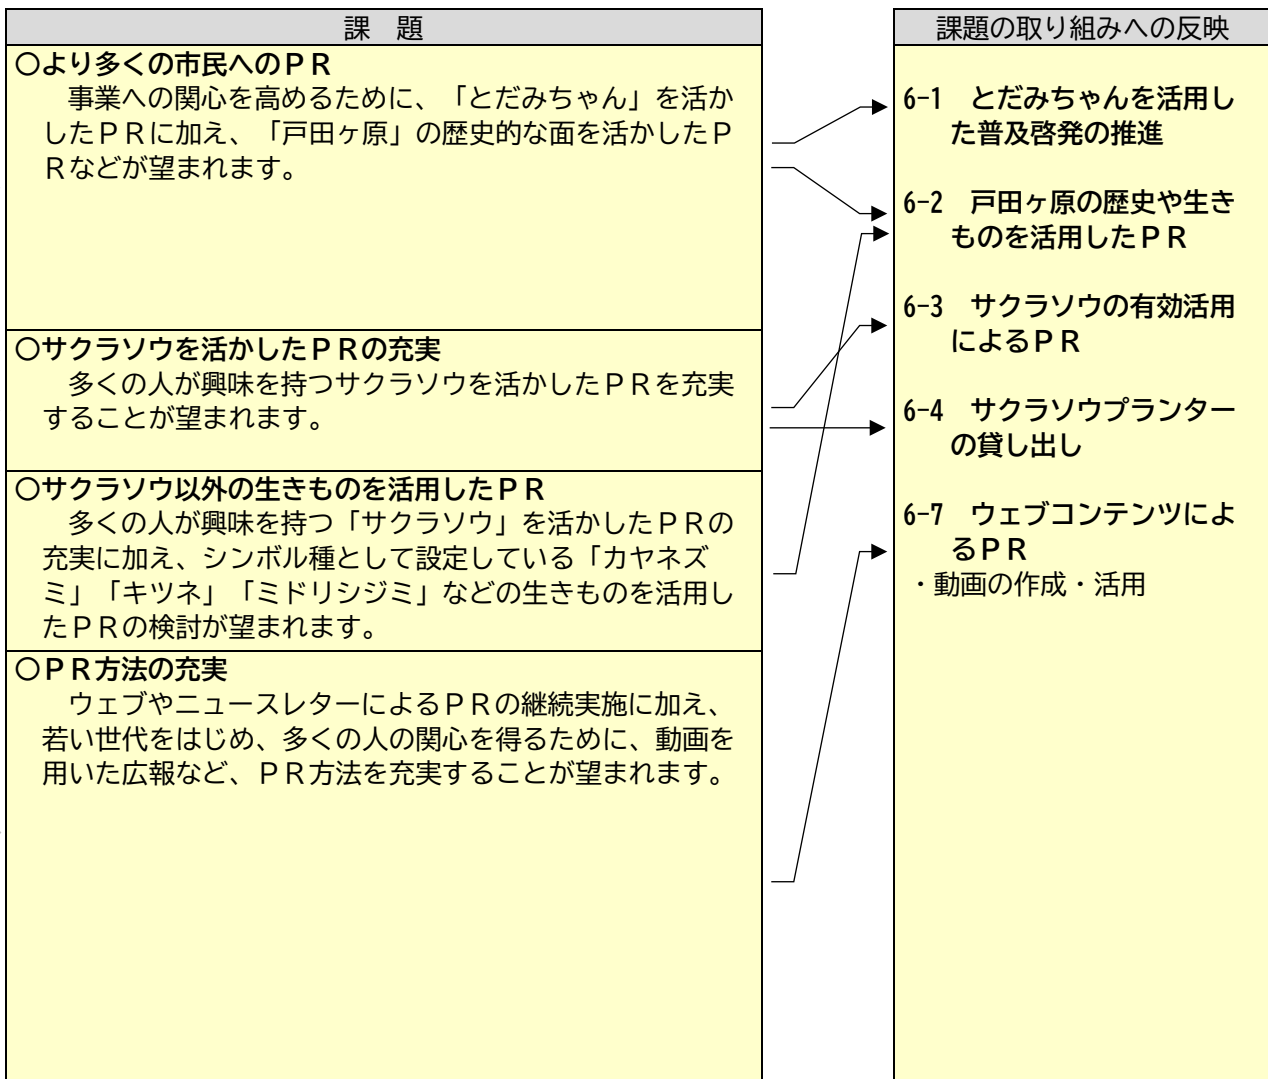 課　題
〇より多くの市民へのＰＲ
　事業への関心を高めるために、「とだみちゃん」を活か
したＰＲに加え、「戸田ヶ原」の歴史的な面を活かしたＰ
Ｒなどが望まれます。
〇サクラソウを活かしたＰＲの充実
　多くの人が興味を持つサクラソウを活かしたＰＲを充実
することが望まれます。
〇サクラソウ以外の生きものを活用したＰＲ
　多くの人が興味を持つ「サクラソウ」を活かしたＰＲの
充実に加え、シンボル種として設定している「カヤネズ
ミ」「キツネ」「ミドリシジミ」などの生きものを活用し
たＰＲの検討が望まれます。
〇ＰＲ方法の充実
　ウェブやニュースレターによるＰＲの継続実施に加え、
若い世代をはじめ、多くの人の関心を得るために、動画を
用いた広報など、ＰＲ方法を充実することが望まれます。
課題の取り組みへの反映
6-1　とだみちゃんを活用し
た普及啓発の推進
6-2　戸田ヶ原の歴史や生き
ものを活用したＰＲ
6-3　サクラソウの有効活用
によるＰＲ
6-4　サクラソウプランター
の貸し出し
6-7　ウェブコンテンツによ
るＰＲ
・動画の作成・活用